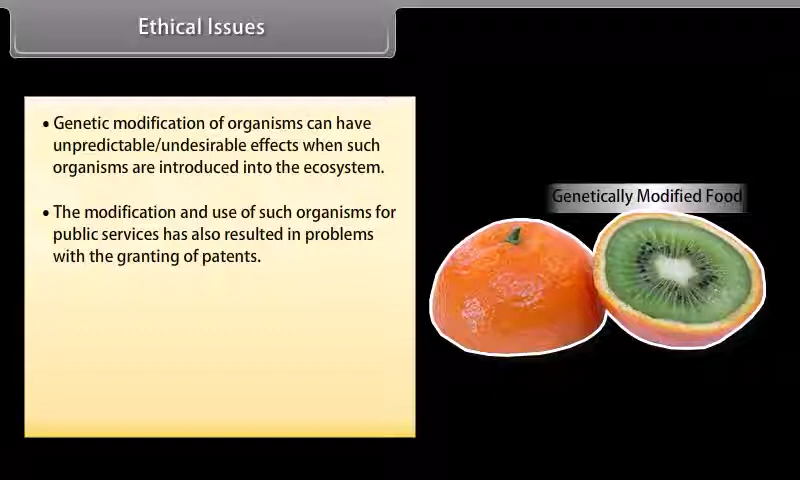 Ethical Issues
• Genetic modification of organisms can have
unpredictable/undesirable effects when such
organisms are introduced into the ecosystem.
• The modification and use of such organisms for
public services has also resulted in problems
with the granting of patents.
Genetically Modified Food